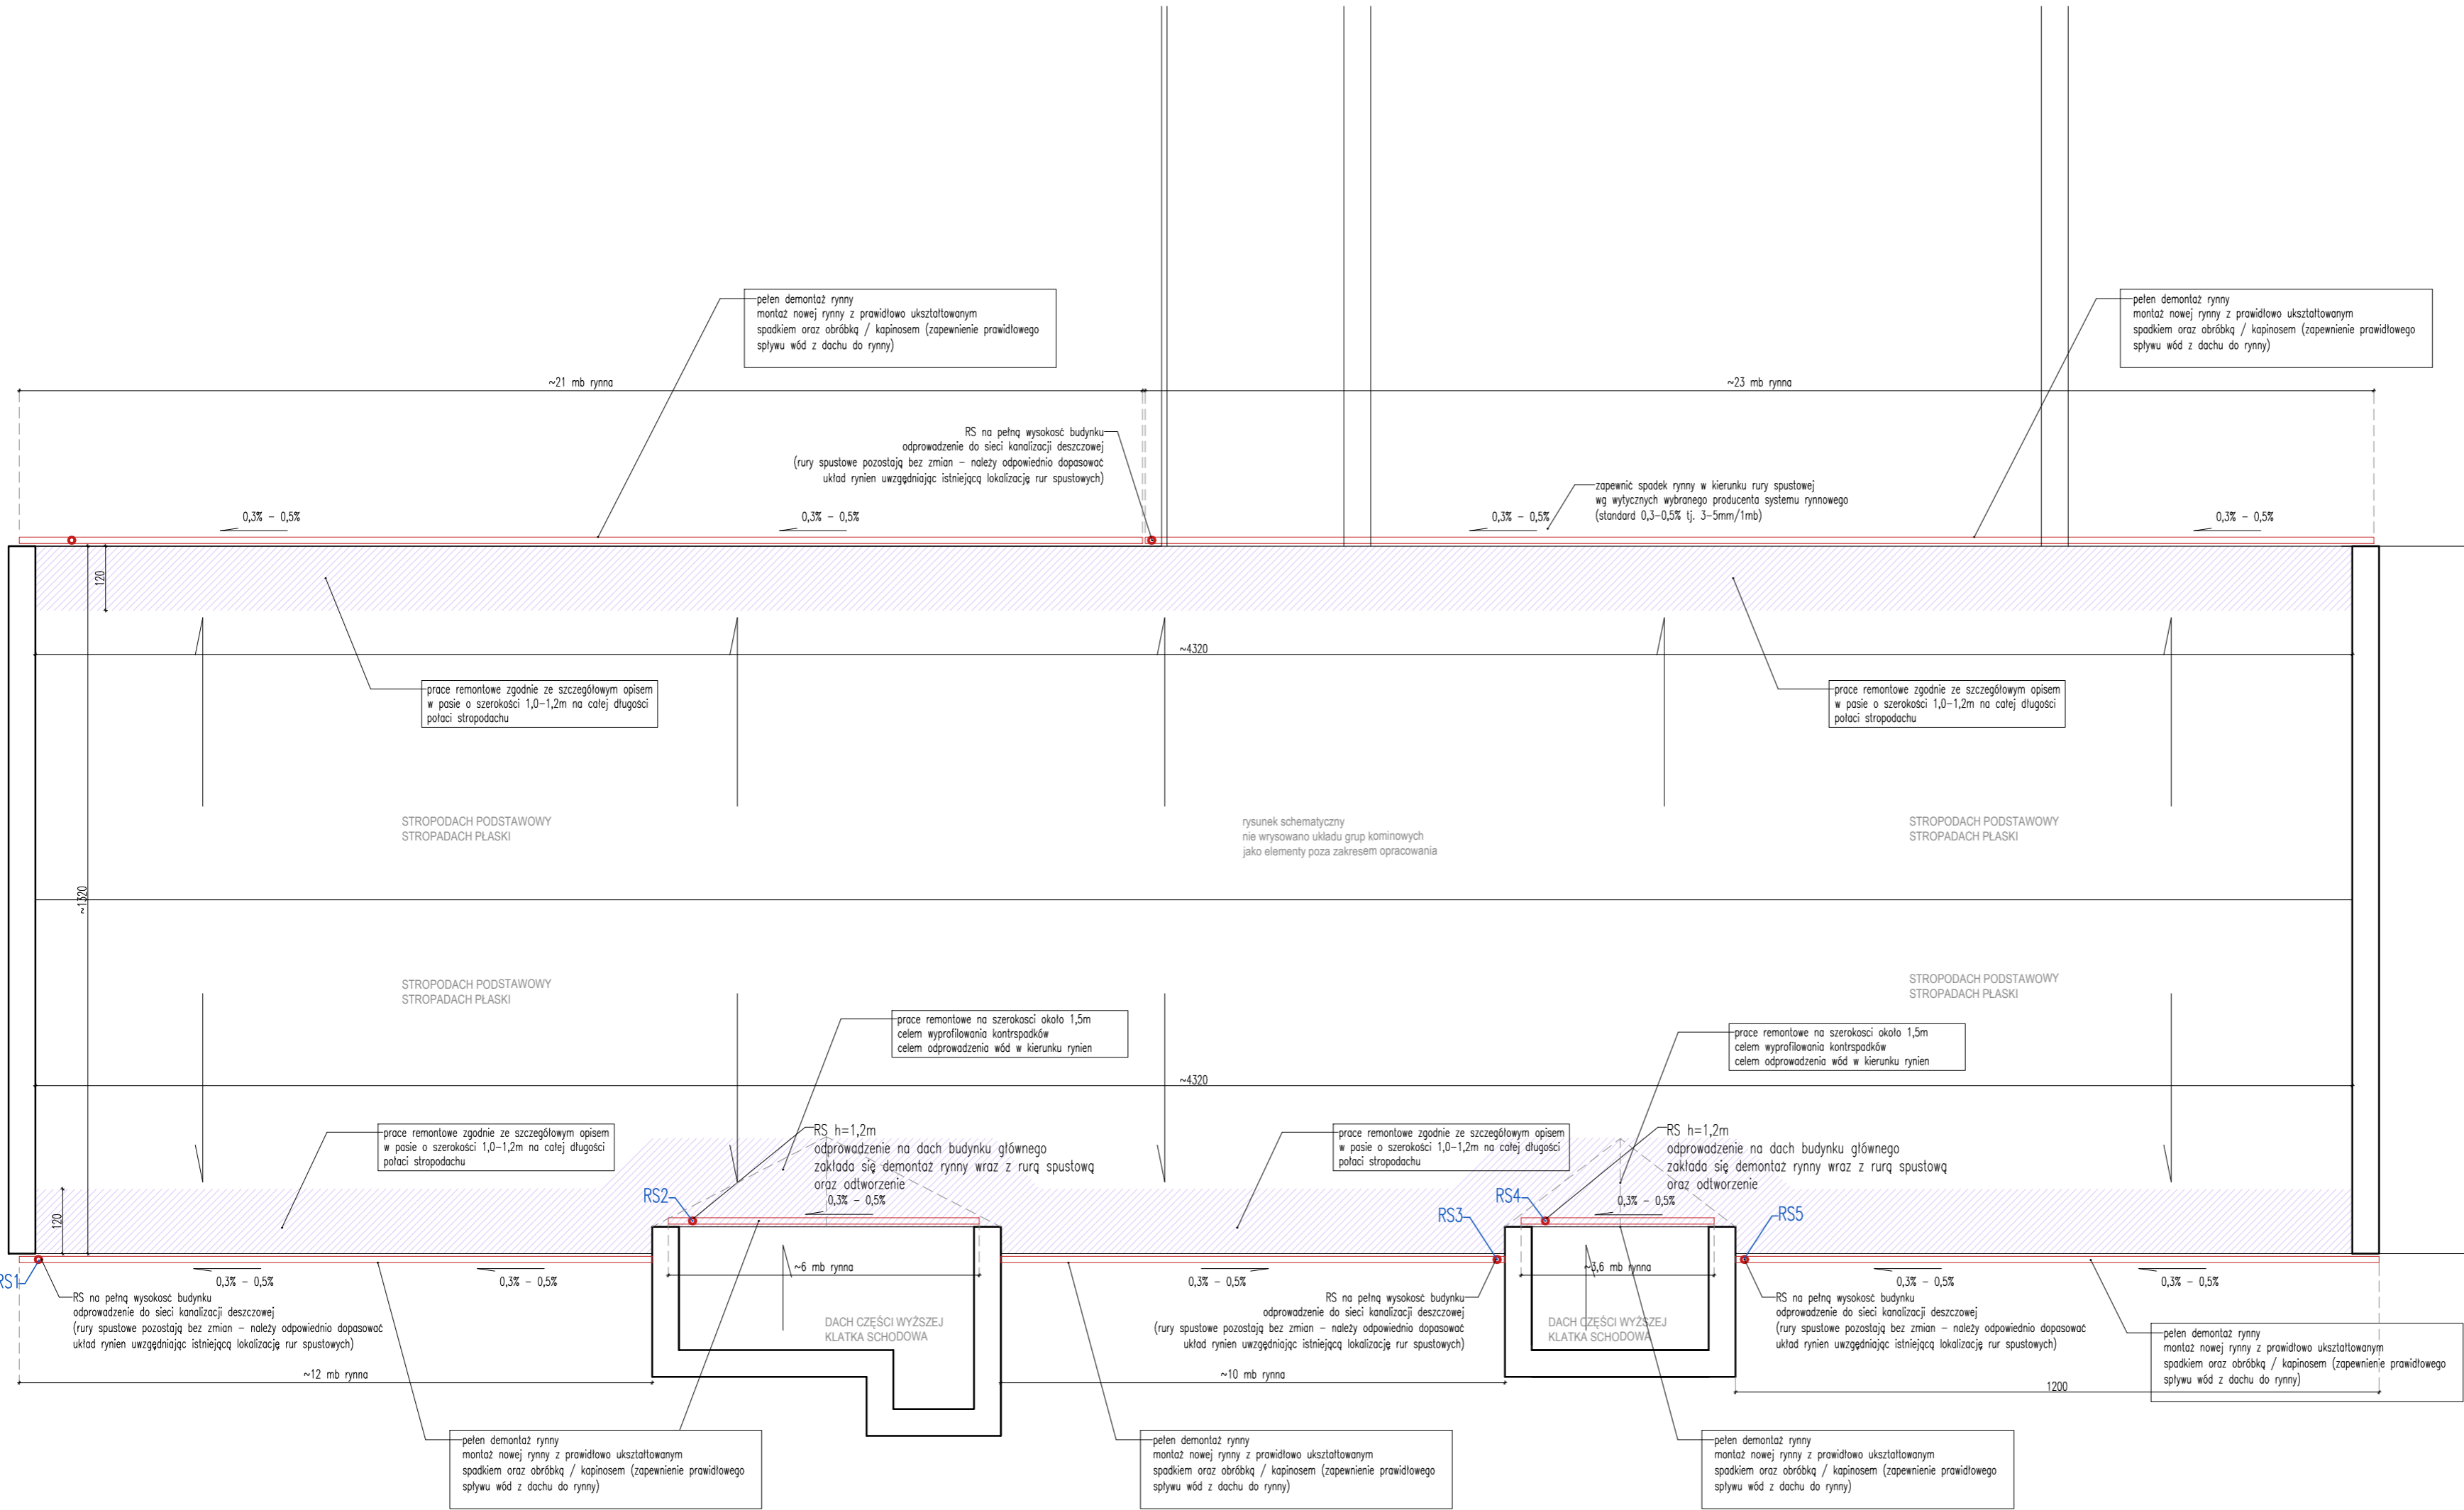 pełen demontaż rynny
montaż nowej rynny z prawidłowo ukształtowanym
spadkiem oraz obróbką / kapinosem (zapewnienie prawidłowego
spływu wód z dachu do rynny)
pełen demontaż rynny
montaż nowej rynny z prawidłowo ukształtowanym
spadkiem oraz obróbką / kapinosem (zapewnienie prawidłowego
spływu wód z dachu do rynny)
~21 mb rynna
~23 mb rynna
RS na pełną wysokość budynku
odprowadzenie do sieci kanalizacji deszczowej
(rury spustowe pozostają bez zmian – należy odpowiednio dopasować
układ rynien uwzgędniając istniejącą lokalizację rur spustowych)
zapewnić spadek rynny w kierunku rury spustowej
wg wytycznych wybranego producenta systemu rynnowego
(standard 0,3-0,5% tj. 3-5mm/1mb)
0,3% – 0,5%
0,3% – 0,5%
0,3% – 0,5%
0,3% – 0,5%
120
~4320
prace remontowe zgodnie ze szczegółowym opisem
w pasie o szerokości 1,0-1,2m na całej długości
połaci stropodachu
prace remontowe zgodnie ze szczegółowym opisem
w pasie o szerokości 1,0-1,2m na całej długości
połaci stropodachu
STROPODACH PODSTAWOWY
STROPADACH PŁASKI
rysunek schematyczny
nie wrysowano układu grup kominowych
jako elementy poza zakresem opracowania
STROPODACH PODSTAWOWY
STROPADACH PŁASKI
~1320
STROPODACH PODSTAWOWY
STROPADACH PŁASKI
STROPODACH PODSTAWOWY
STROPADACH PŁASKI
prace remontowe na szerokosci około 1,5m
celem wyprofilowania kontrspadków
celem odprowadzenia wód w kierunku rynien
prace remontowe na szerokosci około 1,5m
celem wyprofilowania kontrspadków
celem odprowadzenia wód w kierunku rynien
~4320
prace remontowe zgodnie ze szczegółowym opisem
w pasie o szerokości 1,0-1,2m na całej długości
połaci stropodachu
RS h=1,2m
odprowadzenie na dach budynku głównego
zakłada się demontaż rynny wraz z rurą spustową
oraz odtworzenie
prace remontowe zgodnie ze szczegółowym opisem
w pasie o szerokości 1,0-1,2m na całej długości
połaci stropodachu
RS h=1,2m
odprowadzenie na dach budynku głównego
zakłada się demontaż rynny wraz z rurą spustową
oraz odtworzenie
120
RS2
0,3% – 0,5%
RS3
RS4
0,3% – 0,5%
RS5
RS1
0,3% – 0,5%
0,3% – 0,5%
~6 mb rynna
0,3% – 0,5%
~3,6 mb rynna
0,3% – 0,5%
0,3% – 0,5%
RS na pełną wysokość budynku
odprowadzenie do sieci kanalizacji deszczowej
(rury spustowe pozostają bez zmian – należy odpowiednio dopasować
układ rynien uwzgędniając istniejącą lokalizację rur spustowych)
DACH CZĘŚCI WYŻSZEJ
KLATKA SCHODOWA
RS na pełną wysokość budynku
odprowadzenie do sieci kanalizacji deszczowej
(rury spustowe pozostają bez zmian – należy odpowiednio dopasować
układ rynien uwzgędniając istniejącą lokalizację rur spustowych)
DACH CZĘŚCI WYŻSZEJ
KLATKA SCHODOWA
RS na pełną wysokość budynku
odprowadzenie do sieci kanalizacji deszczowej
(rury spustowe pozostają bez zmian – należy odpowiednio dopasować
układ rynien uwzgędniając istniejącą lokalizację rur spustowych)
pełen demontaż rynny
montaż nowej rynny z prawidłowo ukształtowanym
spadkiem oraz obróbką / kapinosem (zapewnienie prawidłowego
spływu wód z dachu do rynny)
~12 mb rynna
~10 mb rynna
1200
pełen demontaż rynny
montaż nowej rynny z prawidłowo ukształtowanym
spadkiem oraz obróbką / kapinosem (zapewnienie prawidłowego
spływu wód z dachu do rynny)
pełen demontaż rynny
montaż nowej rynny z prawidłowo ukształtowanym
spadkiem oraz obróbką / kapinosem (zapewnienie prawidłowego
spływu wód z dachu do rynny)
pełen demontaż rynny
montaż nowej rynny z prawidłowo ukształtowanym
spadkiem oraz obróbką / kapinosem (zapewnienie prawidłowego
spływu wód z dachu do rynny)